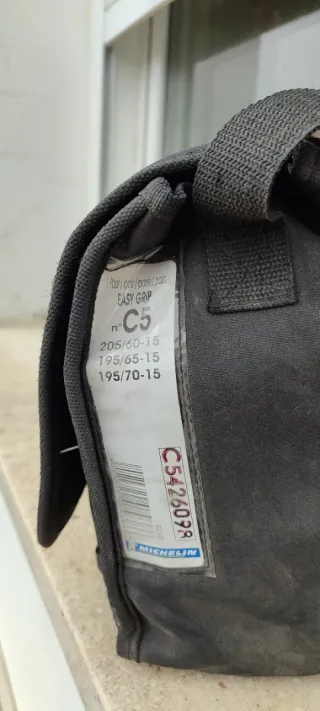 EASY GRIP
n° C5
205/60-15
195/65-15
195/70-15
C5426098
MICHELIN